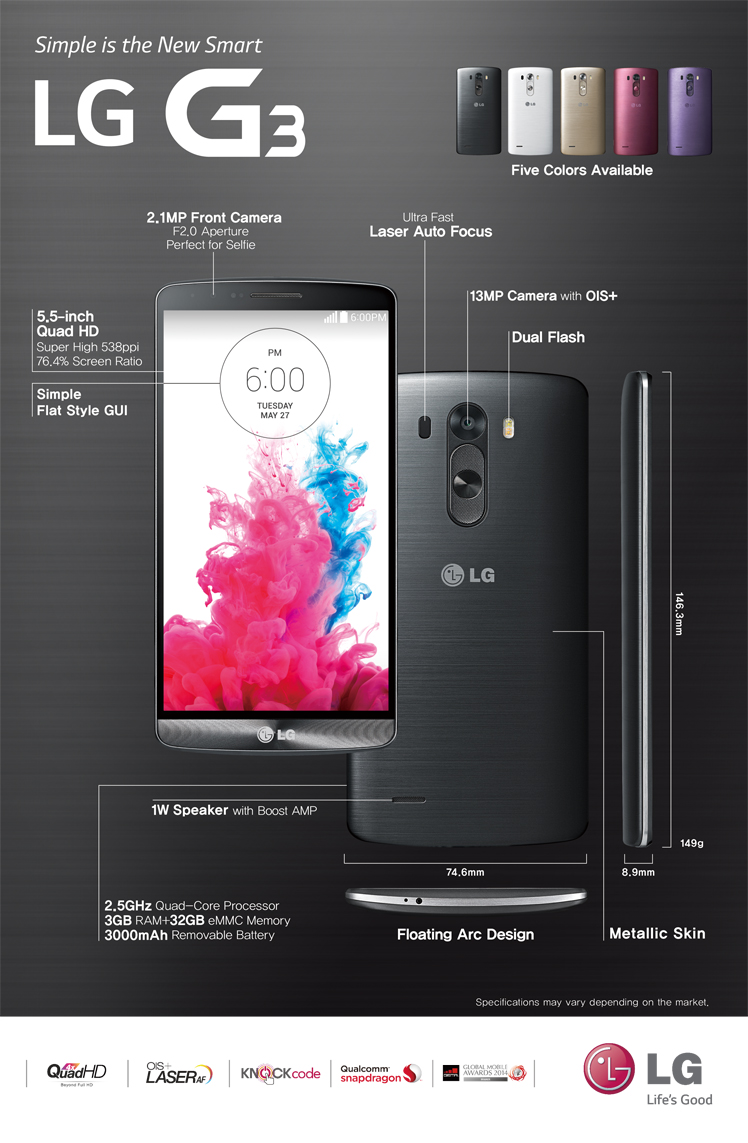 Simple is the New Smart
LG G3
Five Colors Available
2.1MP Front Camera
F2.0 Aperture
Perfect for Selfie
Ultra Fast
Laser Auto Focus
13MP Camera with OIS+
Dual Flash
5.5-inch
Quad HD
Super High 538ppi
76.4% Screen Ratio
Simple
Flat Style GUI
6:00PM
PM
6:00
TUESDAY
MAY 27
LG
LG
146.3mm
1W Speaker with Boost AMP
149g
74.6mm
8.9mm
2.5GHz Quad-Core Processor
3GB RAM+32GB eMMC Memory
3000mAh Removable Battery
Floating Arc Design
Metallic Skin
Specifications may vary depending on the market.
QuadHD
Beyond Full HD
OIS+
LASER AF
KNOCK code
Qualcomm
snapdragon
GLOBAL MOBILE
AWARDS 2014
LG
Life's Good